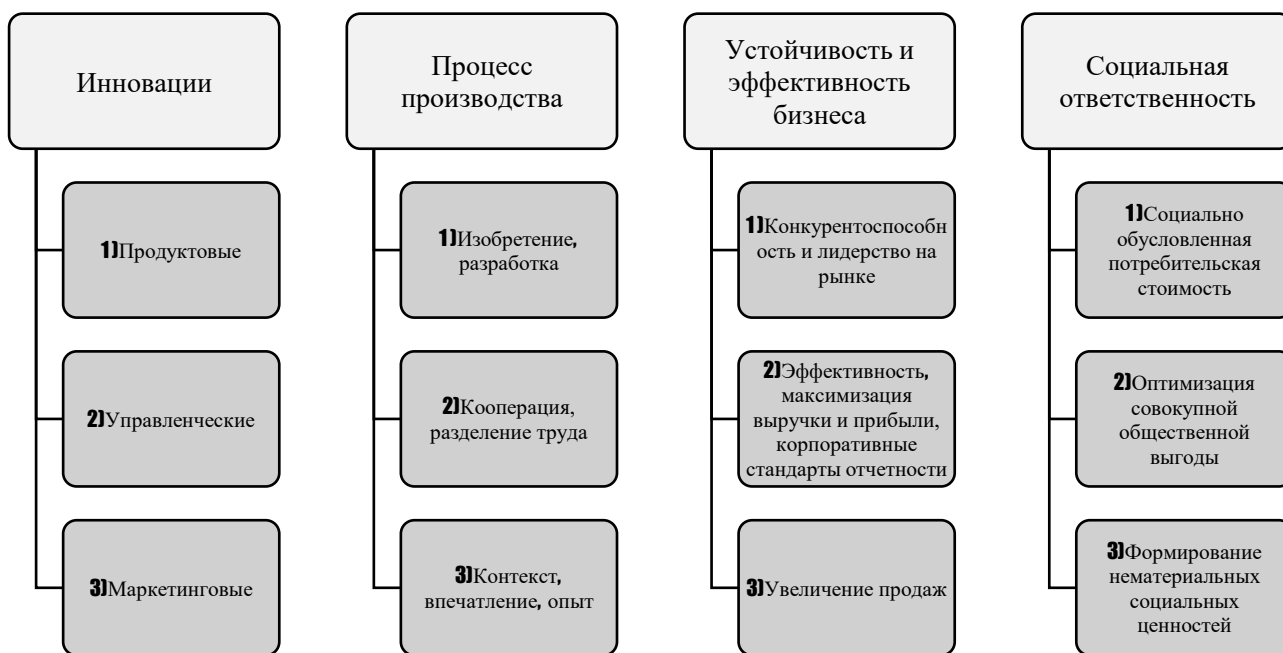 Инновации
1)Продуктовые
2)Управленческие
3)Маркетинговые
Процесс
производства
1)Изобретение,
разработка
2)Кооперация,
разделение труда
3)Контекст,
впечатление, опыт
Устойчивость и
эффективность
бизнеса
1)Конкурентоспособн
ость и лидерство на
рынке
2)Эффективность,
максимизация
выручки и прибыли,
корпоративные
стандарты отчетности
3)Увеличение продаж
Социальная
ответственность
1)Социально
обусловленная
потребительская
стоимость
2)Оптимизация
совокупной
общественной
выгоды
3)Формирование
нематериальных
социальных
ценностей